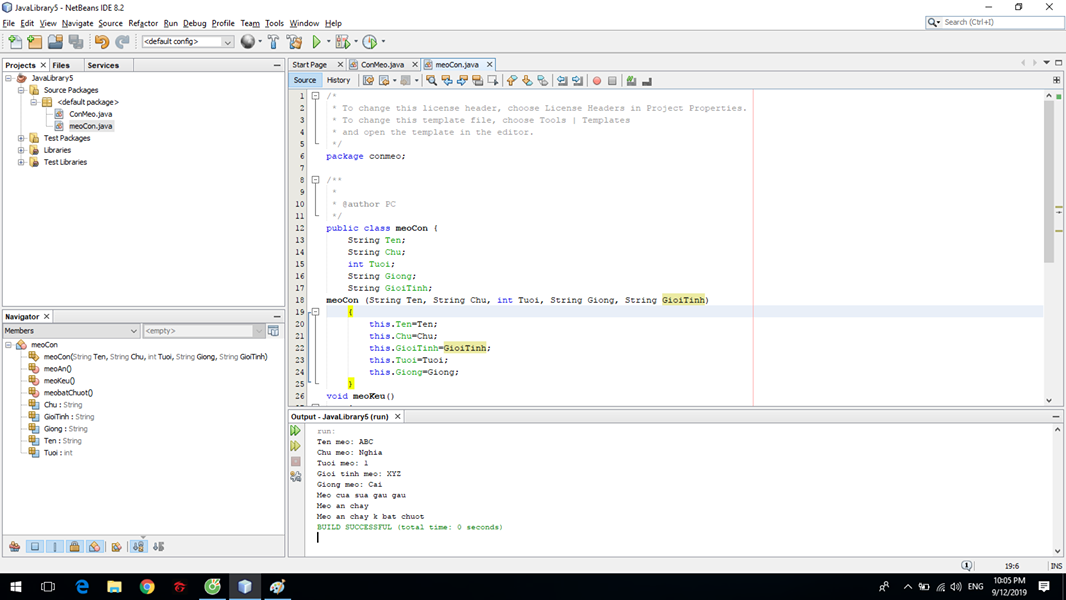 JavaLibrary5 - NetBeans IDE 8.2
File Edit View Navigate Source Refactor Run Debug Profile Team Tools Window Help
Search (Ctrl+I)
<default config>
Projects Files Services
JavaLibrary5
Source Packages
<default package>
ConMeo.java
meoCon.java
Test Packages
Libraries
Test Libraries
Navigator
Members <empty>
meoCon
meoCon(String Ten, String Chu, int Tuoi, String Giong, String GioiTinh)
meoAn()
meoKeu()
meobatChuot()
Chu : String
GioiTinh : String
Giong : String
Ten : String
Tuoi : int
Start Page ConMeo.java meoCon.java
Source History
1 /*
2 * To change this license header, choose License Headers in Project Properties.
3 * To change this template file, choose Tools | Templates
4 * and open the template in the editor.
5 */
6 package conmeo;
7
8 /**
9 *
10 * @author PC
11 */
12 public class meoCon {
13 String Ten;
14 String Chu;
15 int Tuoi;
16 String Giong;
17 String GioiTinh;
18 meoCon (String Ten, String Chu, int Tuoi, String Giong, String GioiTinh)
19 {
20 this.Ten=Ten;
21 this.Chu=Chu;
22 this.GioiTinh=GioiTinh;
23 this.Tuoi=Tuoi;
24 this.Giong=Giong;
25 }
26 void meoKeu()
Output - JavaLibrary5 (run)
run:
Ten meo: ABC
Chu meo: Nghia
Tuoi meo: 1
Gioi tinh meo: XYZ
Giong meo: Cai
Meo cua sua gau gau
Meo an chay
Meo an chay k bat chuot
BUILD SUCCESSFUL (total time: 0 seconds)
1 19:6 INS
ENG
10:05 PM
9/12/2019